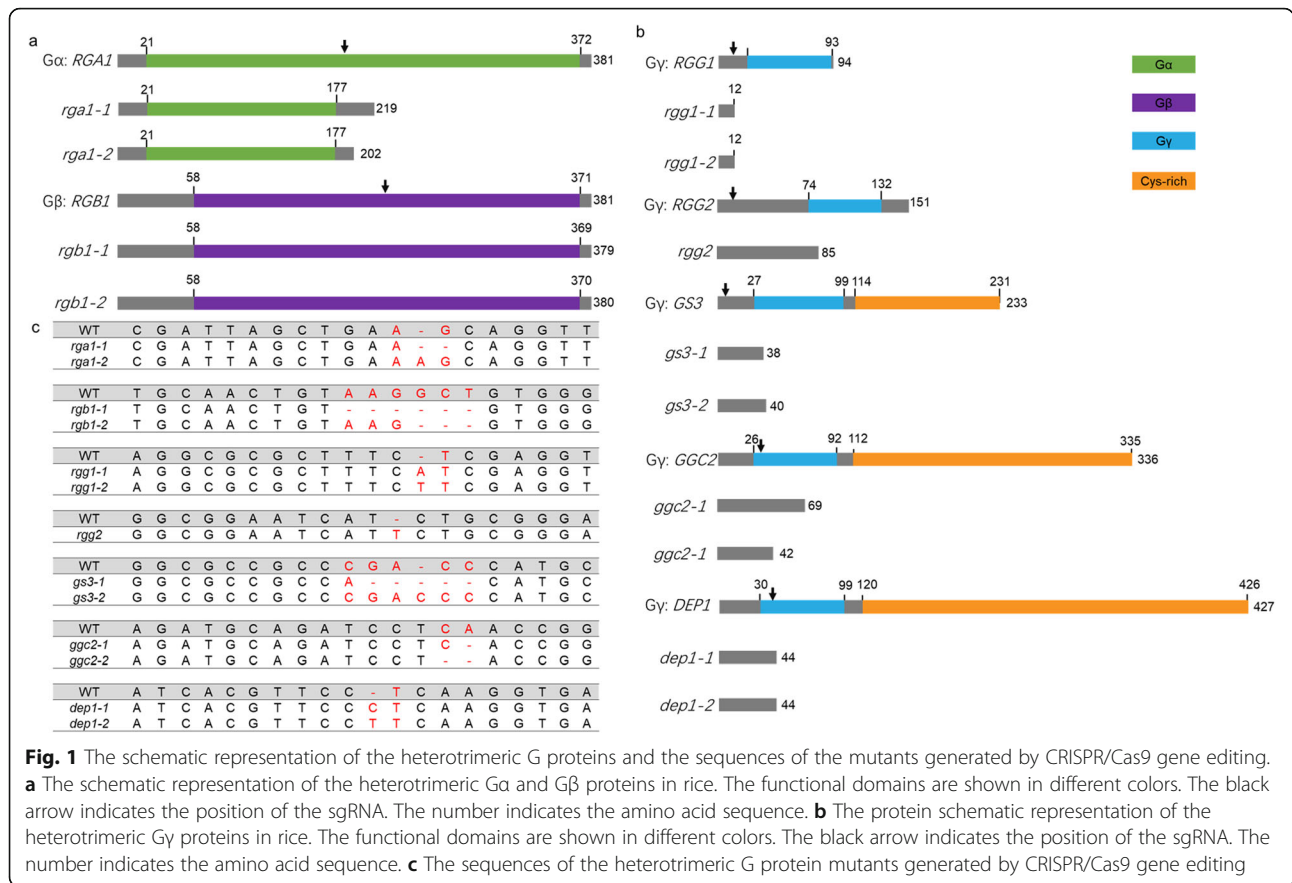 a
21 372
Gα: RGA1 381
21 177
rga1-1 219
21 177
rga1-2 202
58 371
Gβ: RGB1 381
58 369
rgb1-1 379
58 370
rgb1-2 380
b
93
Gγ: RGG1 94
12
rgg1-1
12
rgg1-2
74 132
Gγ: RGG2 151
rgg2 85
27 99 114 231
Gγ: GS3 233
gs3-1 38
gs3-2 40
26 92 112 335
Gγ: GGC2 336
ggc2-1 69
ggc2-1 42
30 99 120 426
Gγ: DEP1 427
dep1-1 44
dep1-2 44
Gα
Gβ
Gγ
Cys-rich
c
WT C G A T T A G C T G A A - G C A G G T T
rga1-1 C G A T T A G C T G A A - - C A G G T T
rga1-2 C G A T T A G C T G A A A G C A G G T T
WT T G C A A C T G T A A G G C T G T G G G
rgb1-1 T G C A A C T G T - - - - - - G T G G G
rgb1-2 T G C A A C T G T A A G - - - G T G G G
WT A G G C G C G C T T T C - T C G A G G T
rgg1-1 A G G C G C G C T T T C A T C G A G G T
rgg1-2 A G G C G C G C T T T C T T C G A G G T
WT G G C G G A A T C A T - C T G C G G G A
rgg2 G G C G G A A T C A T T C T G C G G G A
WT G G C G C C G C C C G A - C C C A T G C
gs3-1 G G C G C C G C C A - - - - - C A T G C
gs3-2 G G C G C C G C C C G A C C C C A T G C
WT A G A T G C A G A T C C T C A A C C G G
ggc2-1 A G A T G C A G A T C C T C - A C C G G
ggc2-2 A G A T G C A G A T C C T - - A C C G G
WT A T C A C G T T C C - T C A A G G T G A
dep1-1 A T C A C G T T C C C T C A A G G T G A
dep1-2 A T C A C G T T C C T T C A A G G T G A
Fig. 1 The schematic representation of the heterotrimeric G proteins and the sequences of the mutants generated by CRISPR/Cas9 gene editing.
a The schematic representation of the heterotrimeric Gα and Gβ proteins in rice. The functional domains are shown in different colors. The black
arrow indicates the position of the sgRNA. The number indicates the amino acid sequence. b The protein schematic representation of the
heterotrimeric Gγ proteins in rice. The functional domains are shown in different colors. The black arrow indicates the position of the sgRNA. The
number indicates the amino acid sequence. c The sequences of the heterotrimeric G protein mutants generated by CRISPR/Cas9 gene editing